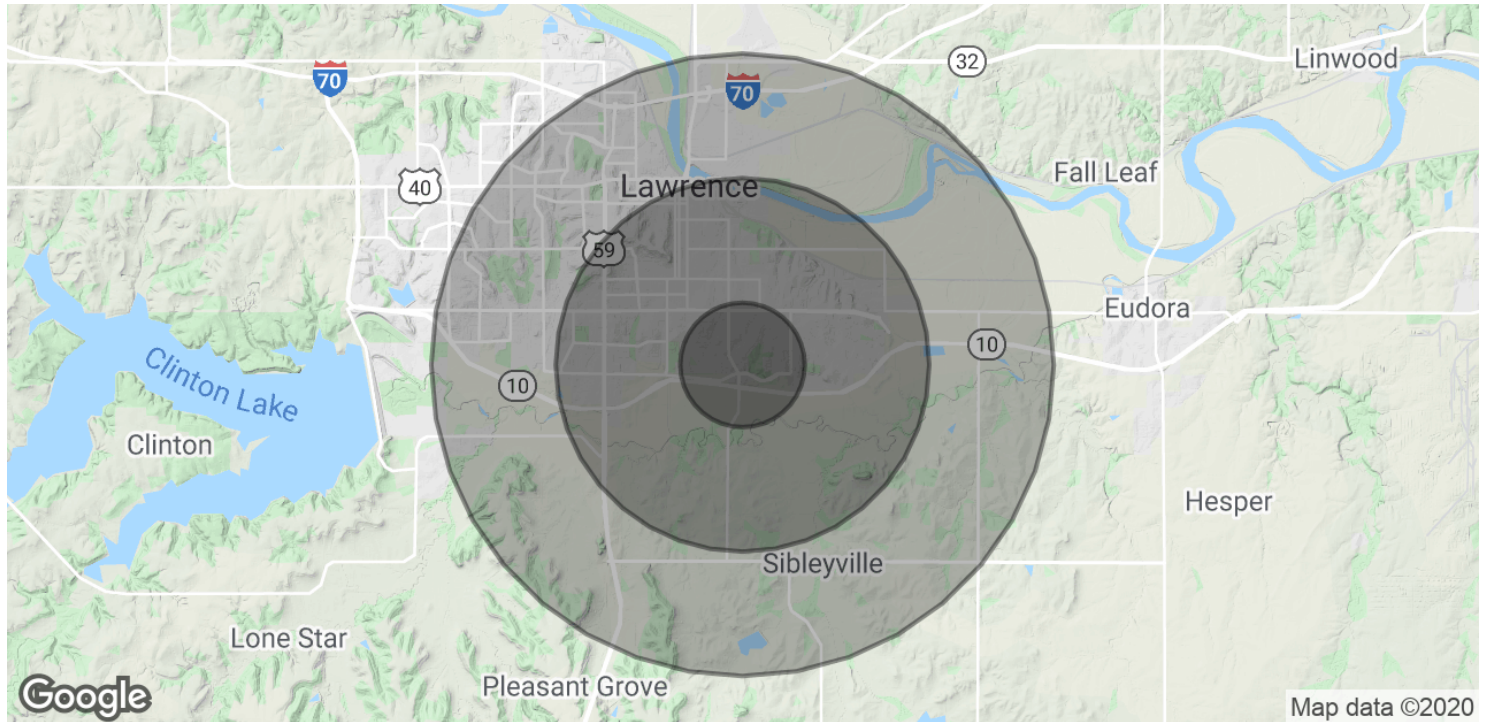 32
Linwood
70
70
Fall Leaf
40
Lawrence
59
Eudora
10
10
Clinton Lake
Clinton
Hesper
Sibleyville
Lone Star
Pleasant Grove
Google
Map data ©2020